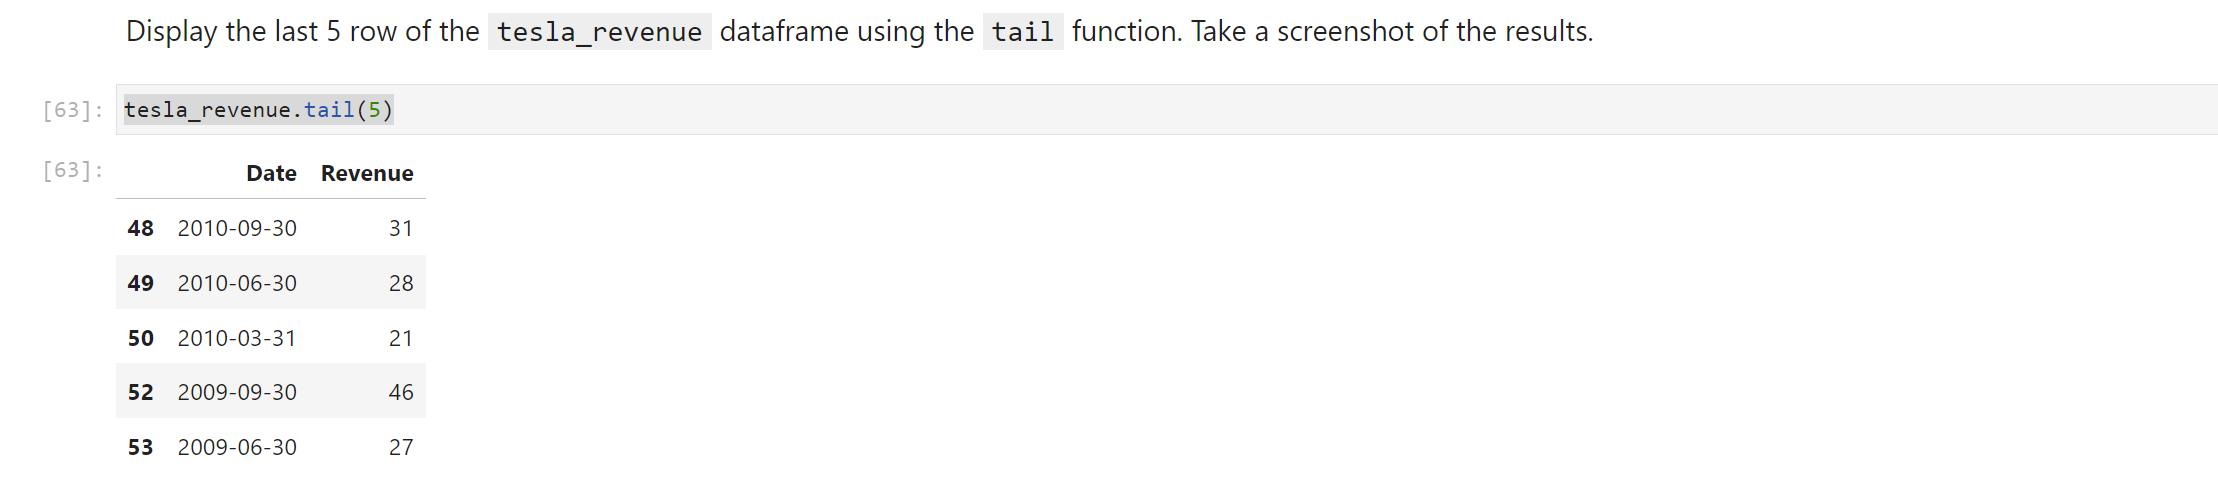 Display the last 5 row of the tesla_revenue dataframe using the tail function. Take a screenshot of the results.
[63]: tesla_revenue.tail(5)
[63]: Date Revenue
48 2010-09-30 31
49 2010-06-30 28
50 2010-03-31 21
52 2009-09-30 46
53 2009-06-30 27